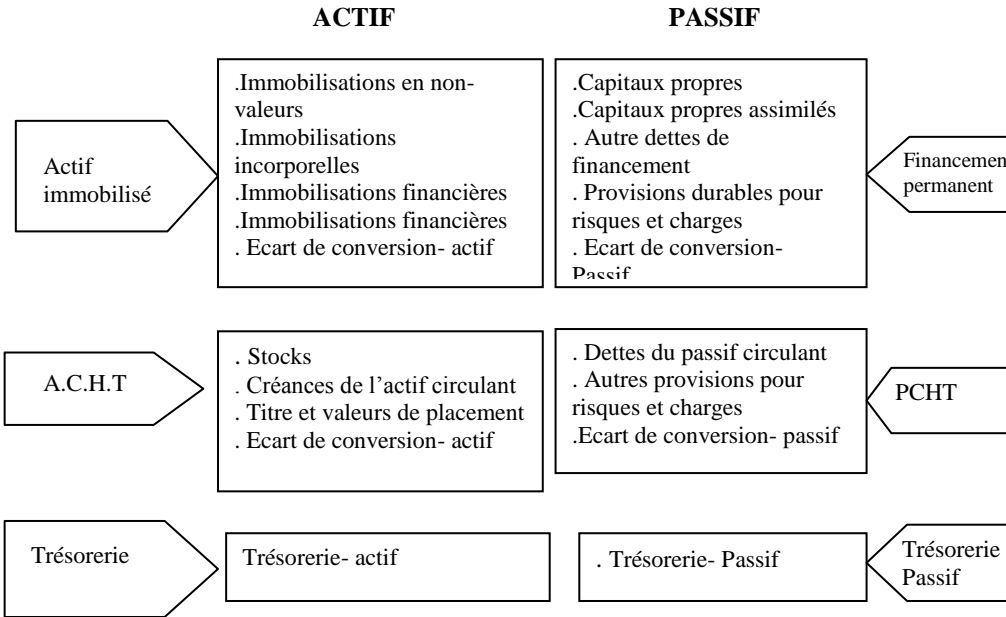 ACTIF
PASSIF
Actif
immobilisé
.Immobilisations en non-
valeurs
.Immobilisations
incorporelles
.Immobilisations financières
.Immobilisations financières
. Ecart de conversion- actif
.Capitaux propres
.Capitaux propres assimilés
. Autre dettes de
financement
. Provisions durables pour
risques et charges
. Ecart de conversion-
Passif
Financemen
permanent
A.C.H.T
. Stocks
. Créances de l’actif circulant
. Titre et valeurs de placement
. Ecart de conversion- actif
. Dettes du passif circulant
. Autres provisions pour
risques et charges
.Ecart de conversion- passif
PCHT
Trésorerie
Trésorerie- actif
. Trésorerie- Passif
Trésorerie
Passif